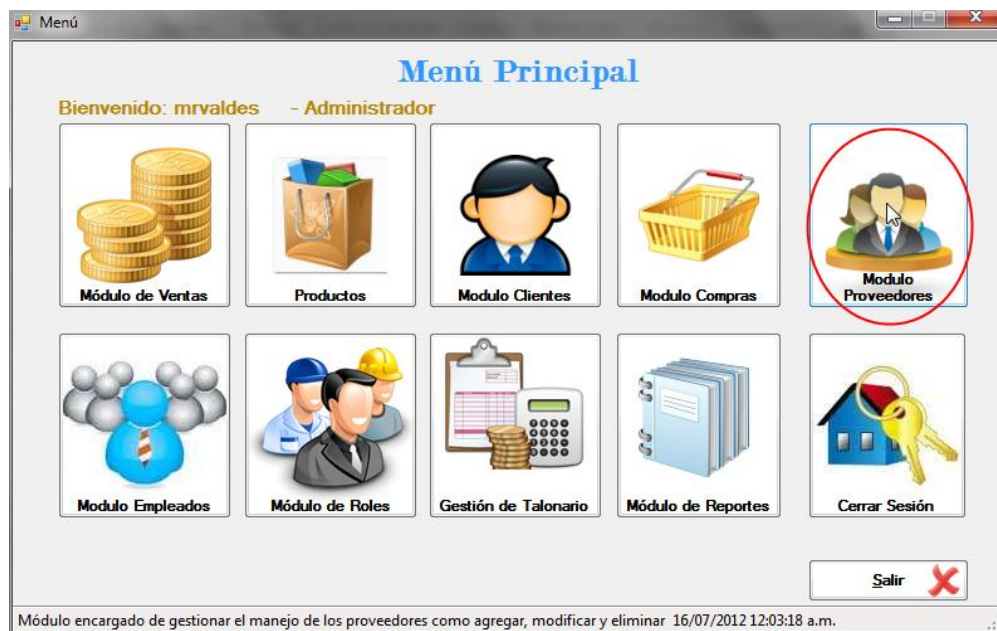 Menú
Menú Principal
Bienvenido: mrvaldes - Administrador
Módulo de Ventas
Productos
Modulo Clientes
Modulo Compras
Modulo
Proveedores
Modulo Empleados
Módulo de Roles
Gestión de Talonario
Módulo de Reportes
Cerrar Sesión
Salir
Módulo encargado de gestionar el manejo de los proveedores como agregar, modificar y eliminar 16/07/2012 12:03:18 a.m.